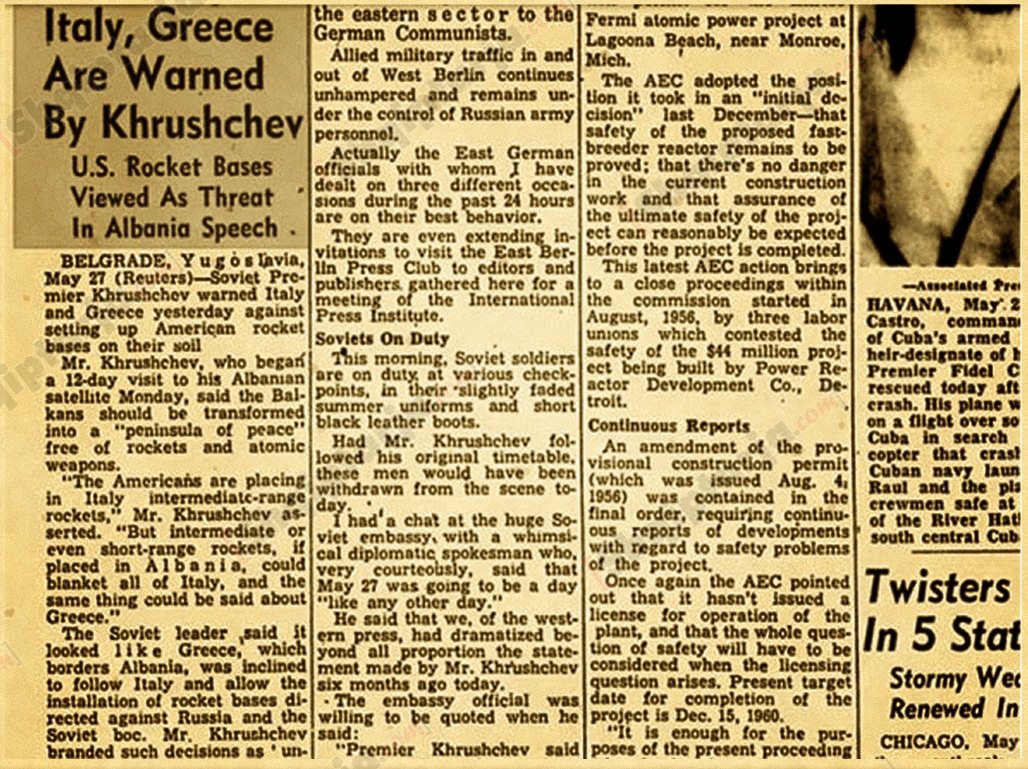 Italy, Greece
Are Warned
By Khrushchev
U.S. Rocket Bases
Viewed As Threat
In Albania Speech
BELGRADE, Yugoslavia,
May 27 (Reuters)—Soviet Pre-
mier Khrushchev warned Italy
and Greece yesterday against
setting up American rocket
bases on their soil
Mr. Khrushchev, who began
a 12-day visit to his Albanian
satellite Monday, said the Bal-
kans should be transformed
into a "peninsula of peace"
free of rockets and atomic
weapons.
"The Americans are placing
in Italy intermediate-range
rockets," Mr. Khrushchev as-
serted. "But intermediate or
even short-range rockets, if
placed in Albania, could
blanket all of Italy, and the
same thing could be said about
Greece."
The Soviet leader said it
looked like Greece, which
borders Albania, was inclined
to follow Italy and allow the
installation of rocket bases di-
rected against Russia and the
Soviet boc. Mr. Khrushchev
branded such decisions as "un-
the eastern sector to the
German Communists.
Allied military traffic in and
out of West Berlin continues
unhampered and remains un-
der the control of Russian army
personnel.
Actually the East German
officials with whom I have
dealt on three different occa-
sions during the past 24 hours
are on their best behavior.
They are even extending in-
vitations to visit the East Ber-
lin Press Club to editors and
publishers gathered here for a
meeting of the International
Press Institute.
Soviets On Duty
This morning, Soviet soldiers
are on duty at various check-
points, in their slightly faded
summer uniforms and short
black leather boots.
Had Mr. Khrushchev fol-
lowed his original timetable,
these men would have been
withdrawn from the scene to-
day.
I had a chat at the huge So-
viet embassy with a whimsi-
cal diplomatic spokesman who,
very courteously, said that
May 27 was going to be a day
"like any other day."
He said that we, of the west-
ern press, had dramatized be-
yond all proportion the state-
ment made by Mr. Khrushchev
six months ago today.
The embassy official was
willing to be quoted when he
said:
"Premier Khrushchev said
Fermi atomic power project at
Lagoona Beach, near Monroe,
Mich.
The AEC adopted the posi-
tion it took in an "initial de-
cision" last December—that
safety of the proposed fast-
breeder reactor remains to be
proved; that there's no danger
in the current construction
work and that assurance of
the ultimate safety of the proj-
ect can reasonably be expected
before the project is completed.
This latest AEC action brings
to a close proceedings within
the commission started in
August, 1956, by three labor
unions which contested the
safety of the $44 million proj-
ect being built by Power Re-
actor Development Co., De-
troit.
Continuous Reports
An amendment of the pro-
visional construction permit
(which was issued Aug. 4,
1956) was contained in the
final order, requiring continu-
ous reports of developments
with regard to safety problems
of the project.
Once again the AEC pointed
out that it hasn't issued a
license for operation of the
plant, and that the whole ques-
tion of safety will have to be
considered when the licensing
question arises. Present target
date for completion of the
project is Dec. 15, 1960.
"It is enough for the pur-
poses of the present proceeding
—Associated Pre
HAVANA, May 2
Castro, comman
of Cuba's armed
heir-designate of h
Premier Fidel C
rescued today aft
crash. His plane w
on a flight over so
Cuba in search
copter that crash
Cuban navy laun
Raul and the pla
crewmen safe at
of the River Hat
south central Cub
Twisters
In 5 Stat
Stormy Wea
Renewed In
CHICAGO, May